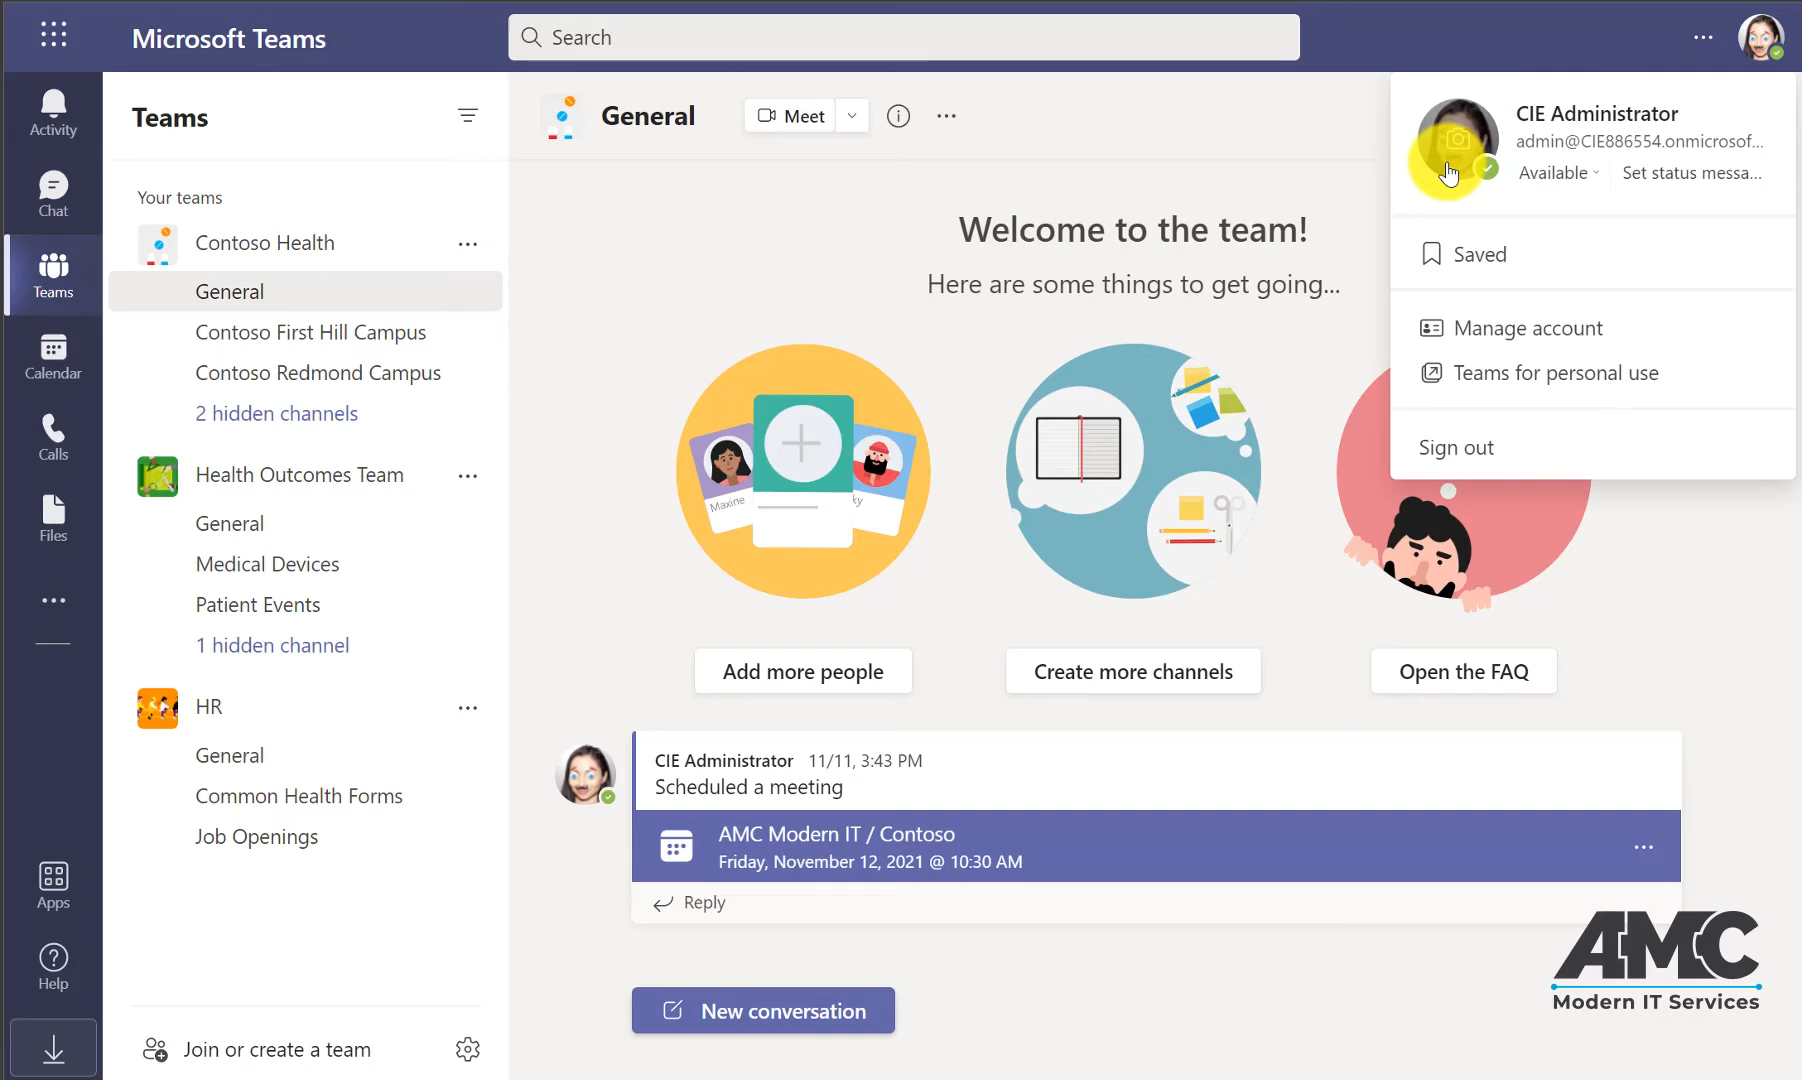 Microsoft Teams
Search
Activity
Chat
Teams
Calendar
Calls
Files
Apps
Help
Teams
Your teams
Contoso Health
General
Contoso First Hill Campus
Contoso Redmond Campus
2 hidden channels
Health Outcomes Team
General
Medical Devices
Patient Events
1 hidden channel
HR
General
Common Health Forms
Job Openings
Join or create a team
General
Meet
Welcome to the team!
Here are some things to get going...
Maxine
ky
Add more people
Create more channels
Open the FAQ
CIE Administrator 11/11, 3:43 PM
Scheduled a meeting
AMC Modern IT / Contoso
Friday, November 12, 2021 @ 10:30 AM
Reply
New conversation
CIE Administrator
admin@CIE886554.onmicrosof...
Available Set status messa...
Saved
Manage account
Teams for personal use
Sign out
AMC
Modern IT Services